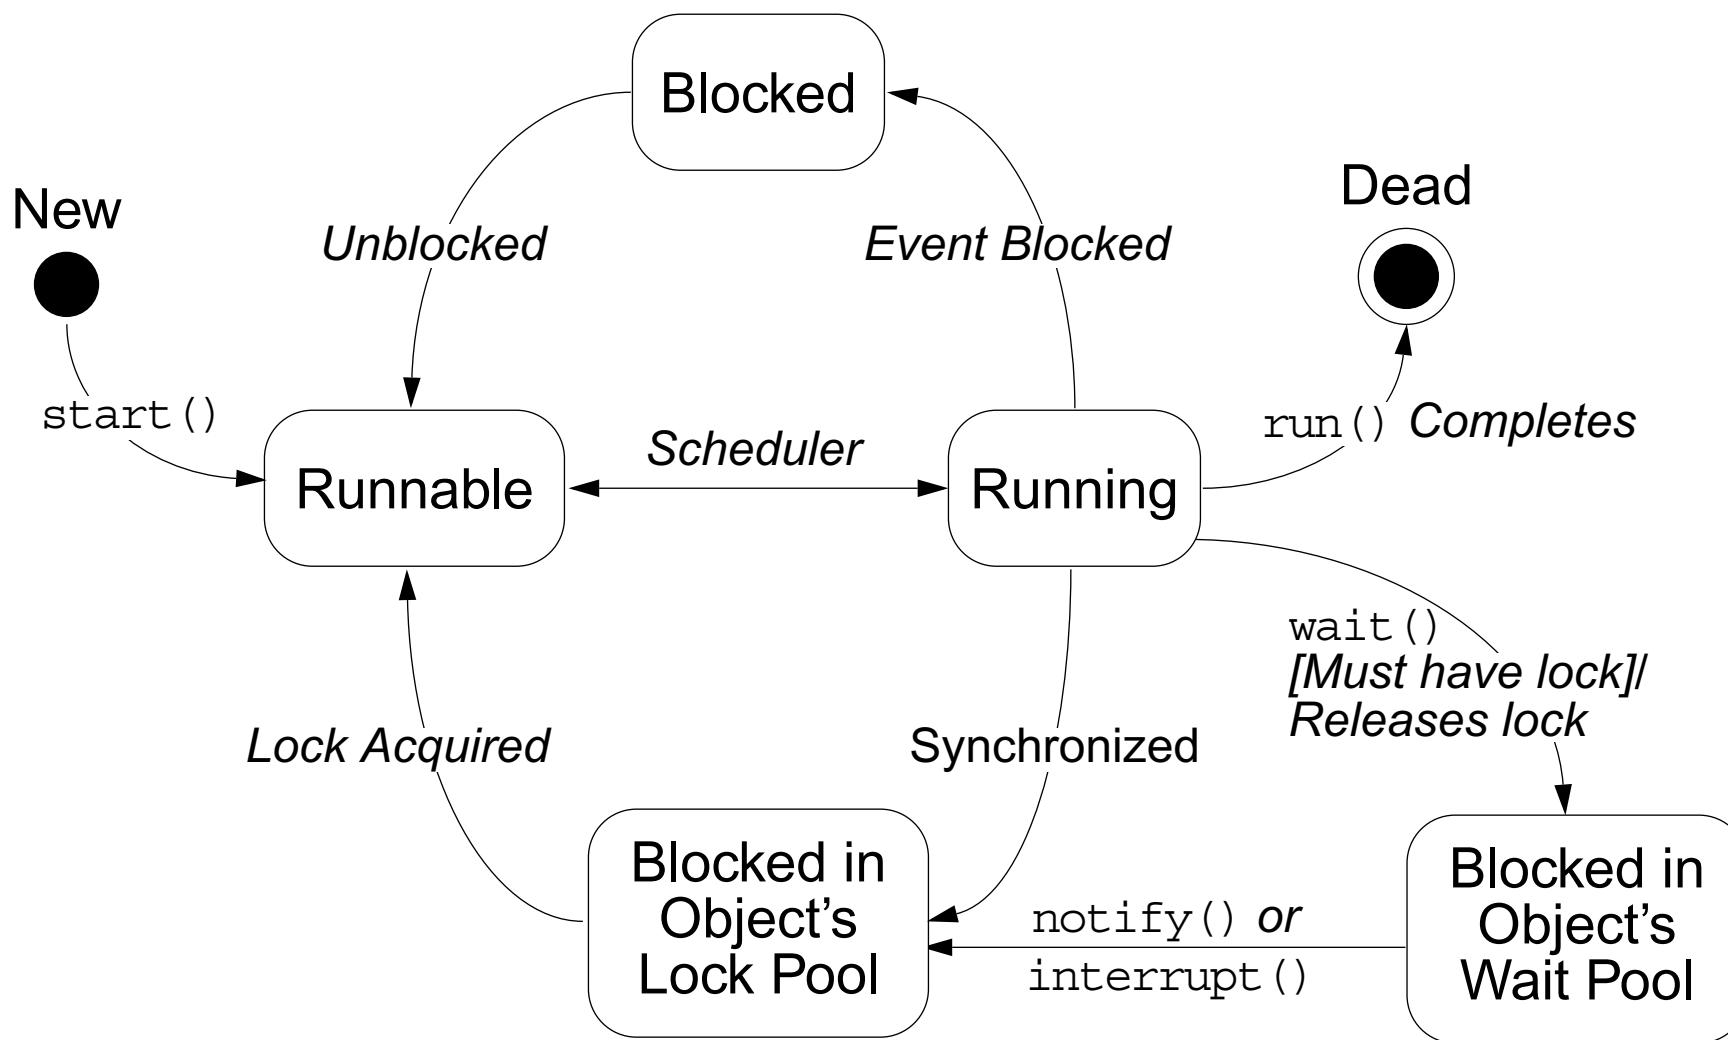 Blocked
New
Dead
Unblocked
Event Blocked
start()
Runnable
Scheduler
Running
run() Completes
wait()
[Must have lock]/
Releases lock
Lock Acquired
Synchronized
Blocked in
Object’s
Lock Pool
notify() or
interrupt()
Blocked in
Object’s
Wait Pool